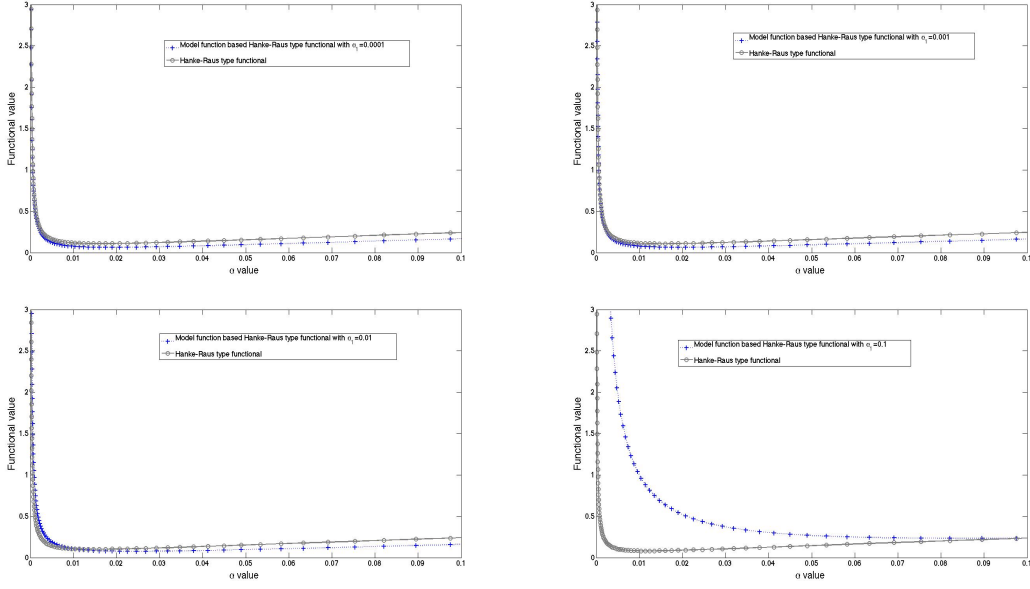 3
2.5
2
1.5
1
0.5
0
Functional value
Model function based Hanke-Raus type functional with αⱼ=0.0001
Hanke-Raus type functional
0 0.01 0.02 0.03 0.04 0.05 0.06 0.07 0.08 0.09 0.1
α value
3
2.5
2
1.5
1
0.5
0
Functional value
Model function based Hanke-Raus type functional with αⱼ=0.001
Hanke-Raus type functional
0 0.01 0.02 0.03 0.04 0.05 0.06 0.07 0.08 0.09 0.1
α value
3
2.5
2
1.5
1
0.5
0
Functional value
Model function based Hanke-Raus type functional with αⱼ=0.01
Hanke-Raus type functional
0 0.01 0.02 0.03 0.04 0.05 0.06 0.07 0.08 0.09 0.1
α value
3
2.5
2
1.5
1
0.5
0
Functional value
Model function based Hanke-Raus type functional with αⱼ=0.1
Hanke-Raus type functional
0 0.01 0.02 0.03 0.04 0.05 0.06 0.07 0.08 0.09 0.1
α value